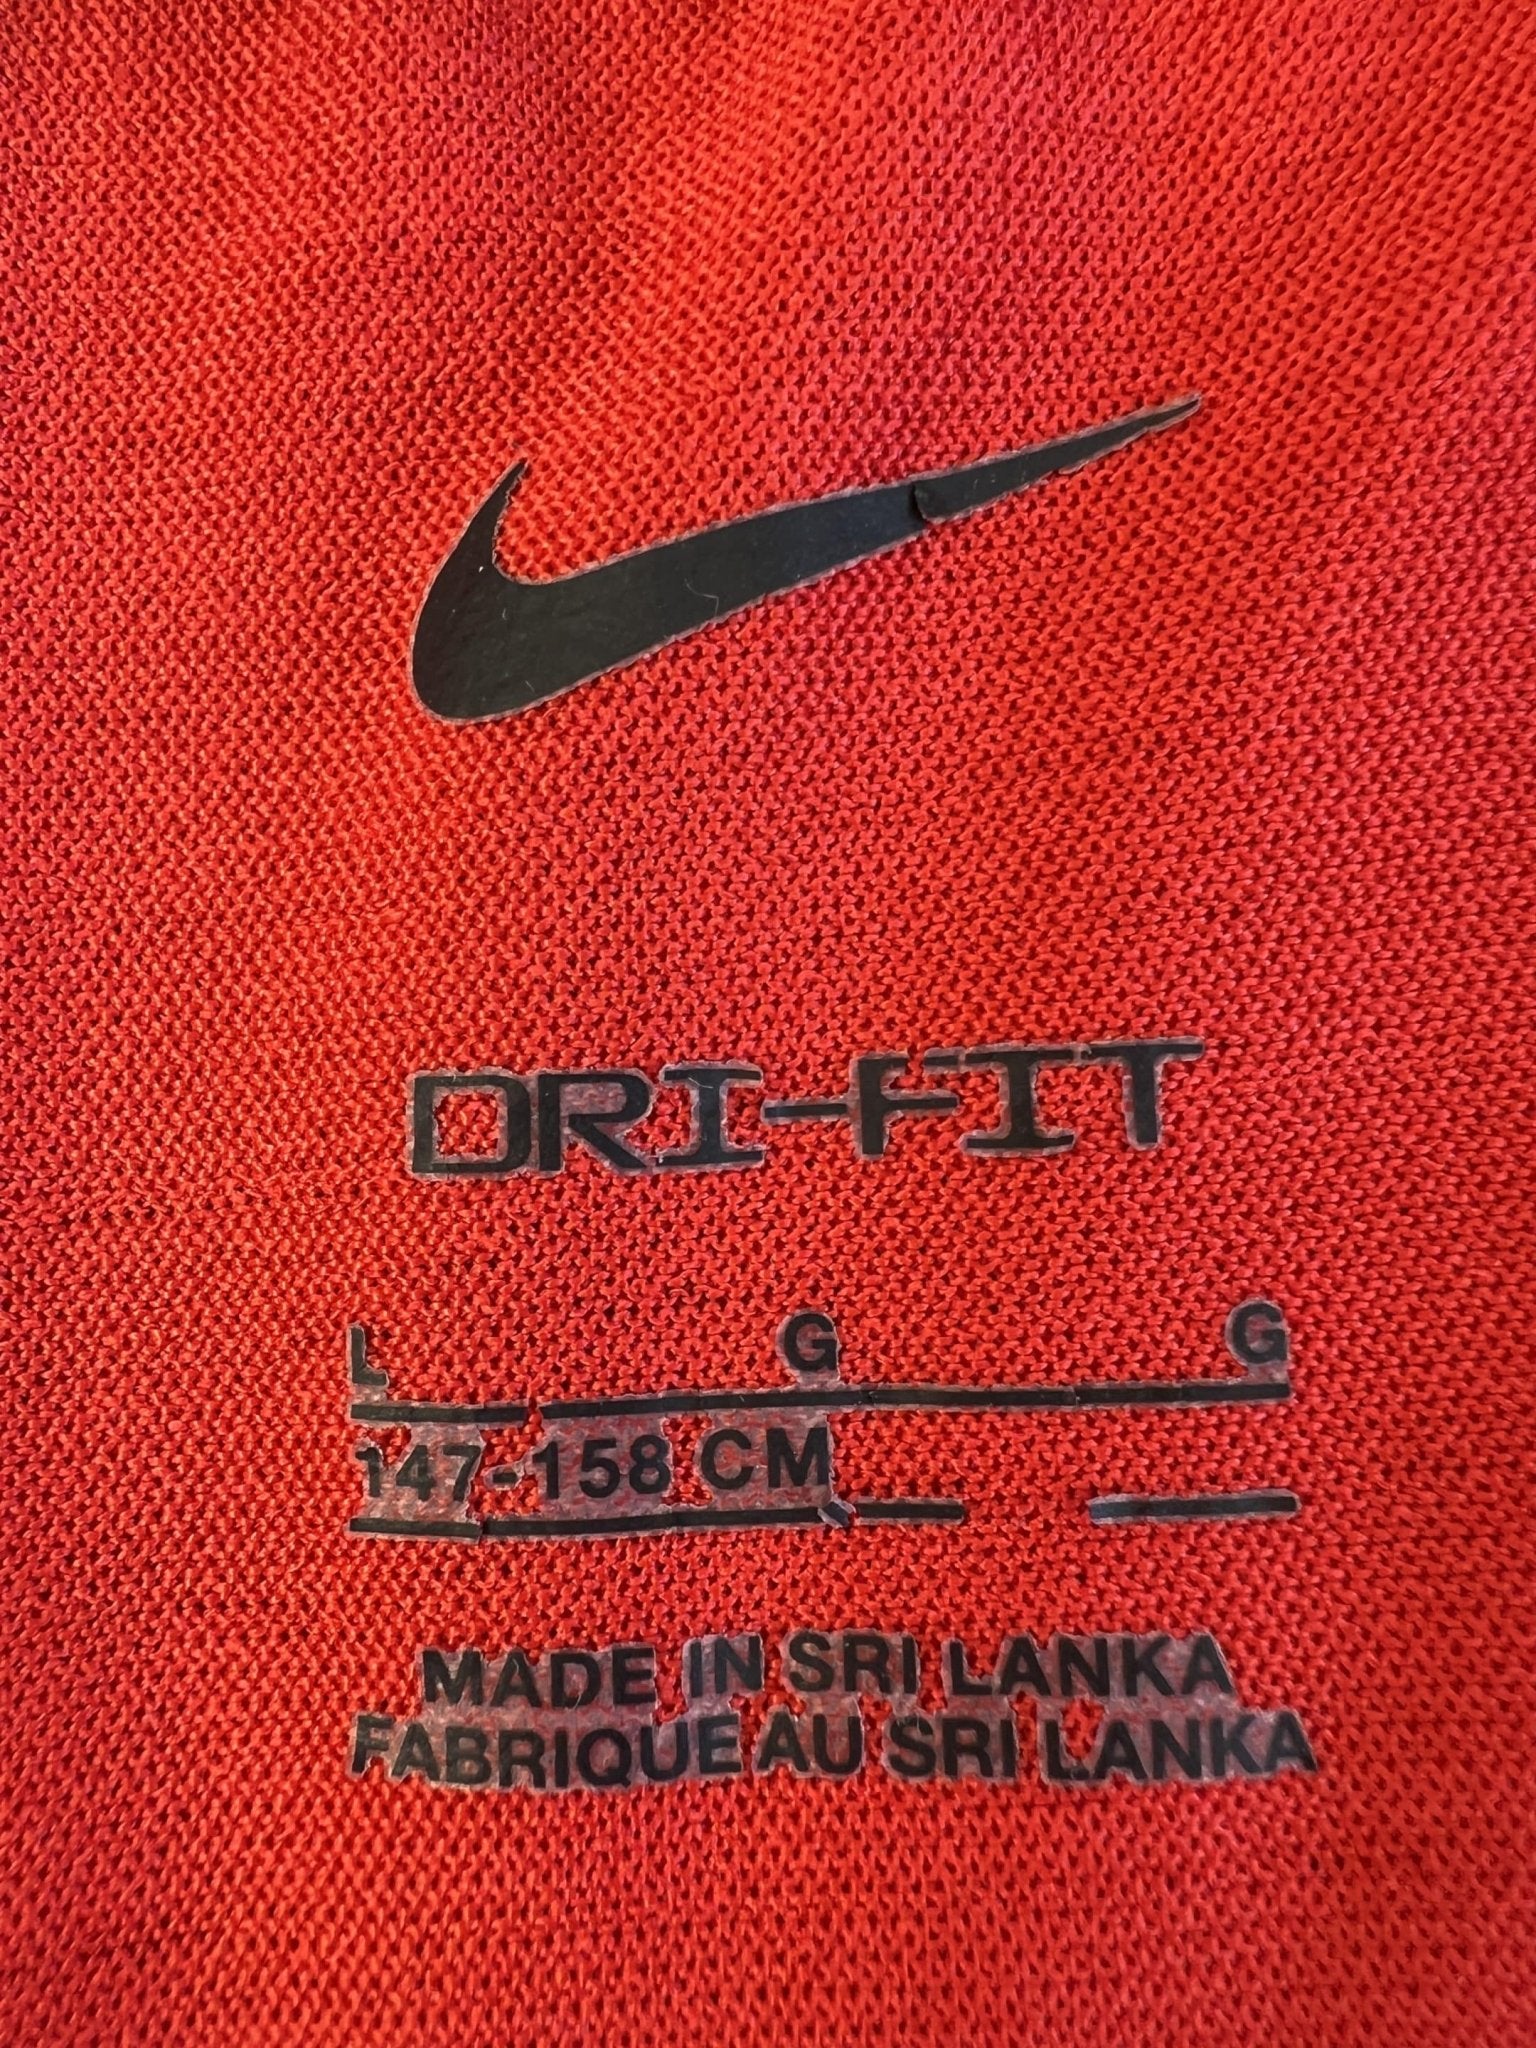 DRI-FIT
L G G
147-158 CM
MADE IN SRI LANKA
FABRIQUE AU SRI LANKA